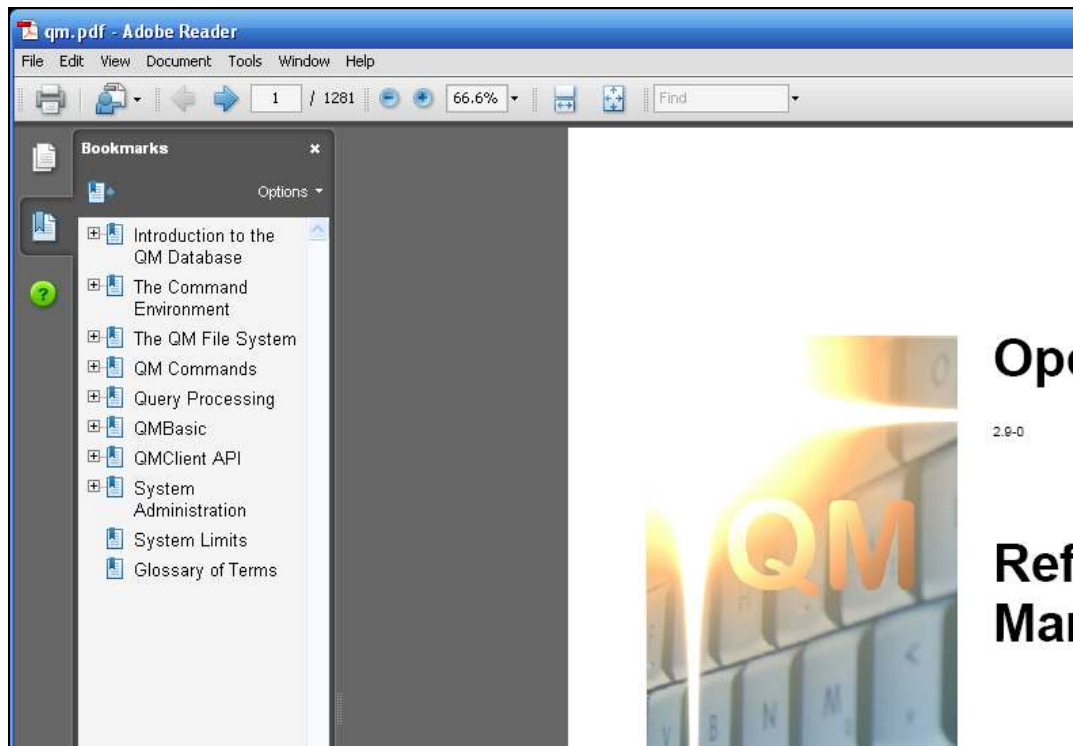 qm.pdf - Adobe Reader
File Edit View Document Tools Window Help
1 / 1281 66.6% Find
Bookmarks
Options
Introduction to the
QM Database
The Command
Environment
The QM File System
QM Commands
Query Processing
QMBasic
QMClient API
System
Administration
System Limits
Glossary of Terms
Ope
2.9-0
QM
Ref
Mar
V B N M